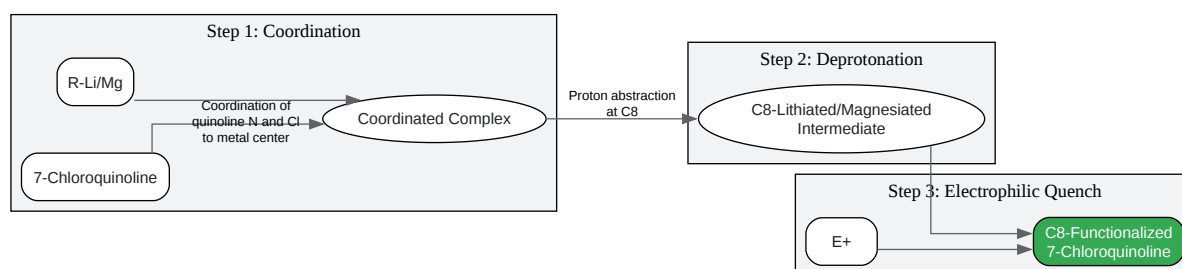 Step 1: Coordination
R-Li/Mg
Coordination of
quinoline N and Cl
to metal center
Coordinated Complex
7-Chloroquinoline
Proton abstraction
at C8
Step 2: Deprotonation
C8-Lithiated/Magnesiated
Intermediate
Step 3: Electrophilic Quench
E+
C8-Functionalized
7-Chloroquinoline